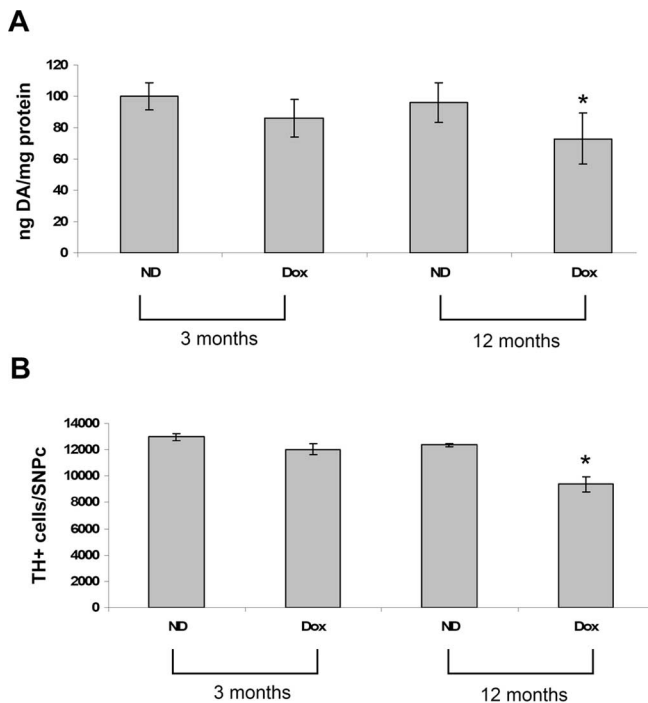 A
ng DA/mg protein
120
100
80
60
40
20
0
*
ND Dox ND Dox
3 months 12 months
B
TH+ cells/SNPc
14000
12000
10000
8000
6000
4000
2000
0
*
ND Dox ND Dox
3 months 12 months